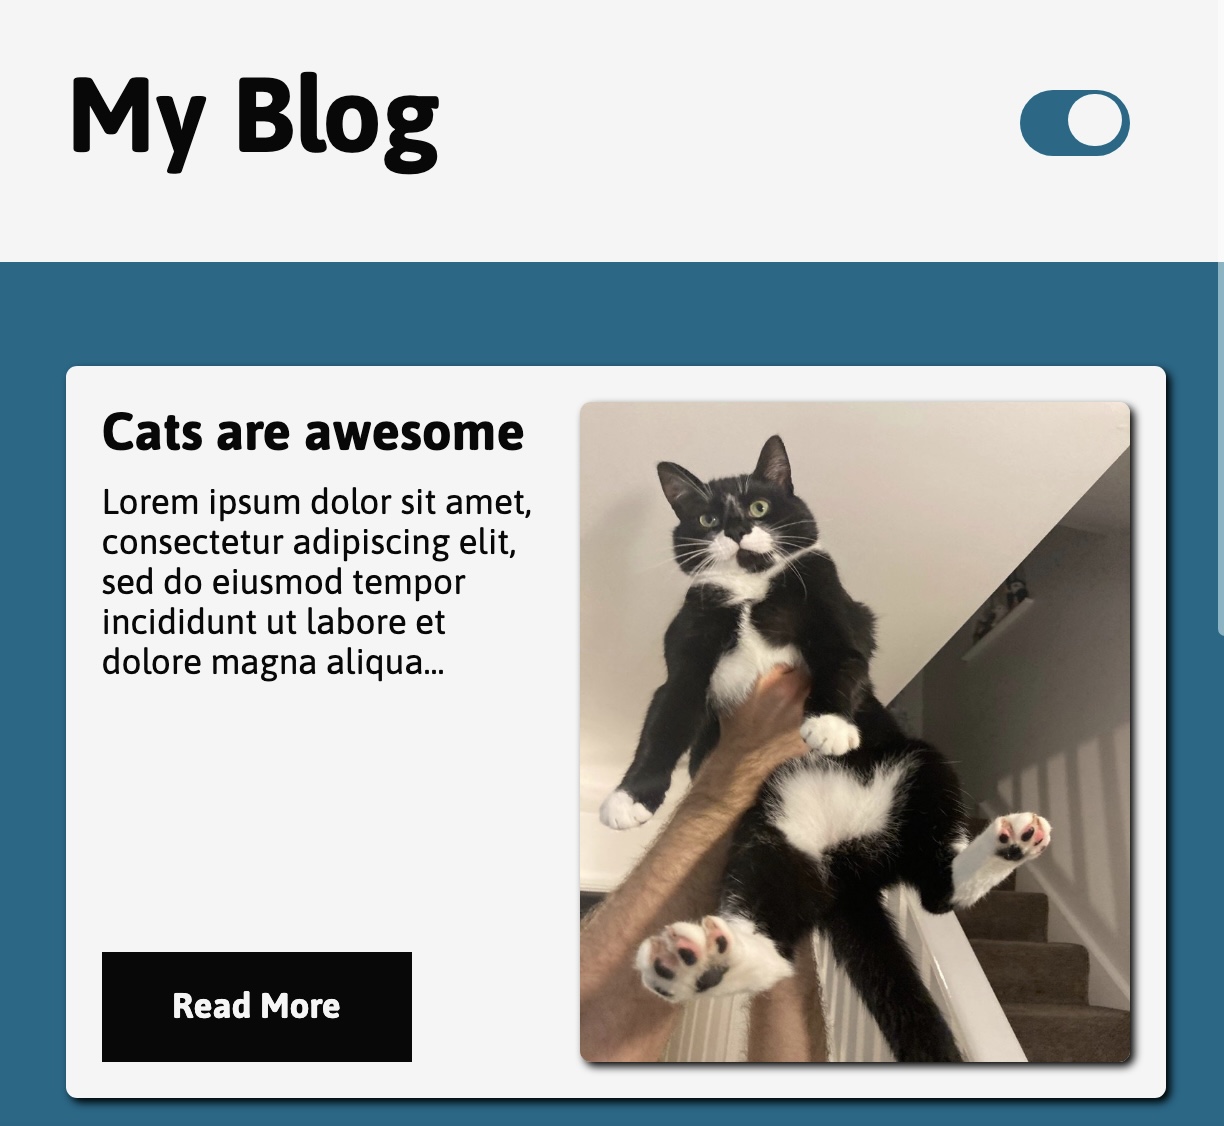 My Blog
Cats are awesome
Lorem ipsum dolor sit amet,
consectetur adipiscing elit,
sed do eiusmod tempor
incididunt ut labore et
dolore magna aliqua...
Read More